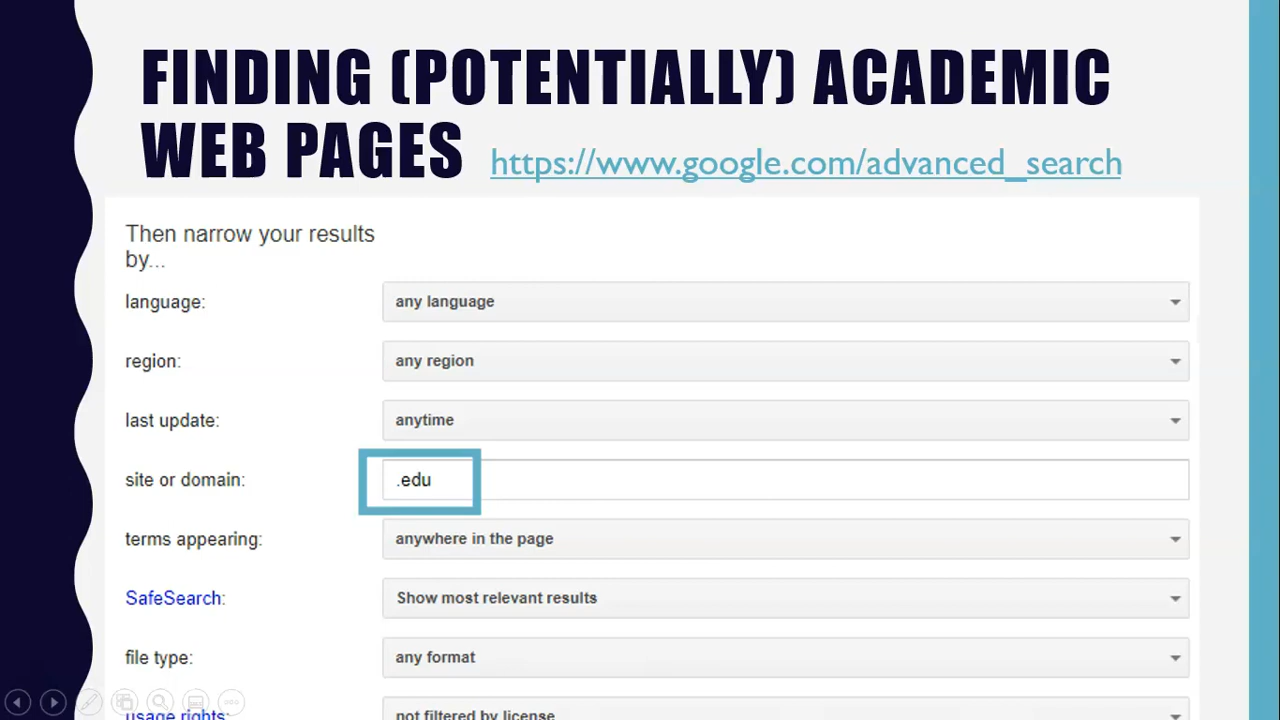 FINDING (POTENTIALLY) ACADEMIC
WEB PAGES https://www.google.com/advanced_search
Then narrow your results
by...
language: any language
region: any region
last update: anytime
site or domain: .edu
terms appearing: anywhere in the page
SafeSearch: Show most relevant results
file type: any format
usage rights: not filtered by license